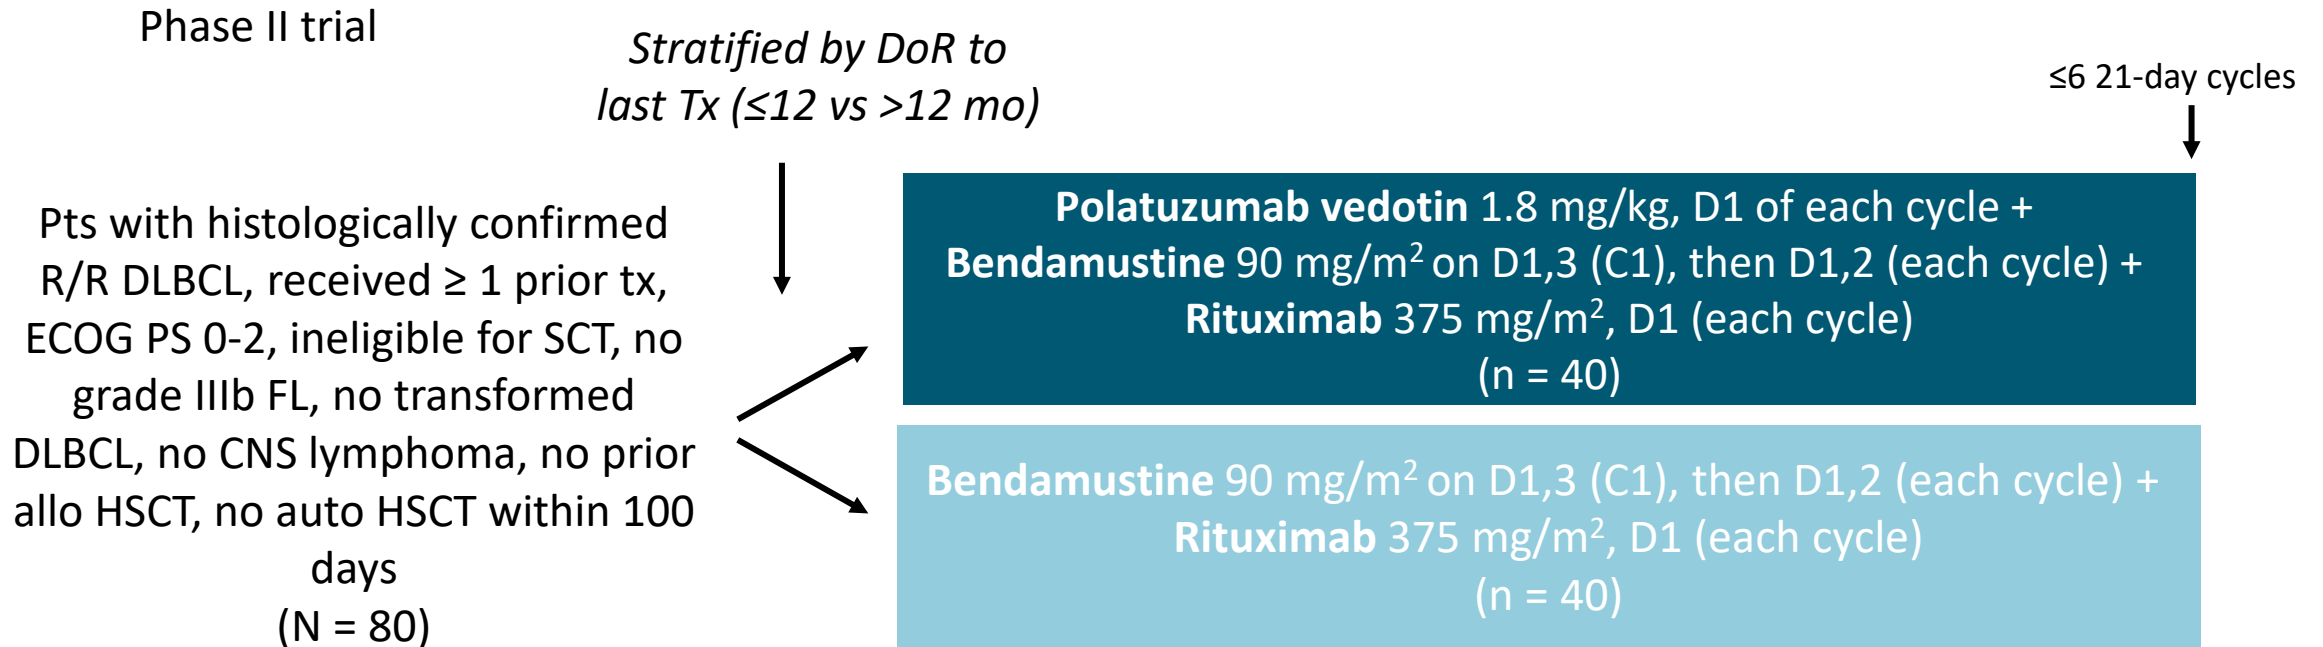 Phase II trial
Stratified by DoR to
last Tx (≤12 vs >12 mo)
≤6 21-day cycles
Pts with histologically confirmed
R/R DLBCL, received ≥ 1 prior tx,
ECOG PS 0-2, ineligible for SCT, no
grade IIIb FL, no transformed
DLBCL, no CNS lymphoma, no prior
allo HSCT, no auto HSCT within 100
days
(N = 80)
Polatuzumab vedotin 1.8 mg/kg, D1 of each cycle +
Bendamustine 90 mg/m² on D1,3 (C1), then D1,2 (each cycle) +
Rituximab 375 mg/m², D1 (each cycle)
(n = 40)
Bendamustine 90 mg/m² on D1,3 (C1), then D1,2 (each cycle) +
Rituximab 375 mg/m², D1 (each cycle)
(n = 40)